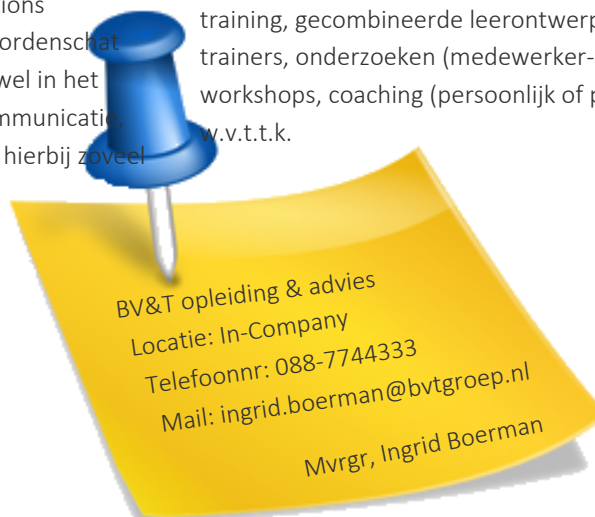 ions
ordenschat
wel in het
mmunicatie,
hierbij zoveel
training, gecombineerde leerontwerp
trainers, onderzoeken (medewerker-
workshops, coaching (persoonlijk of p
w.v.t.t.k.
BV&T opleiding & advies
Locatie: In-Company
Telefoonnr: 088-7744333
Mail: ingrid.boerman@bvtgroep.nl
Mvrgr, Ingrid Boerman